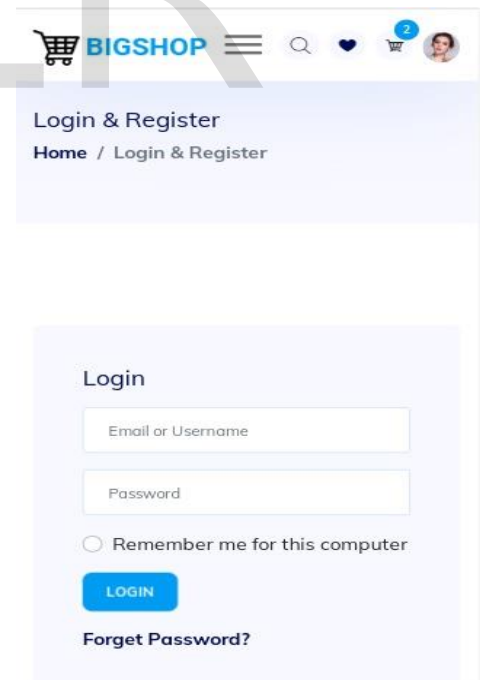 BIGSHOP
2
Login & Register
Home / Login & Register
Login
Email or Username
Password
Remember me for this computer
LOGIN
Forget Password?